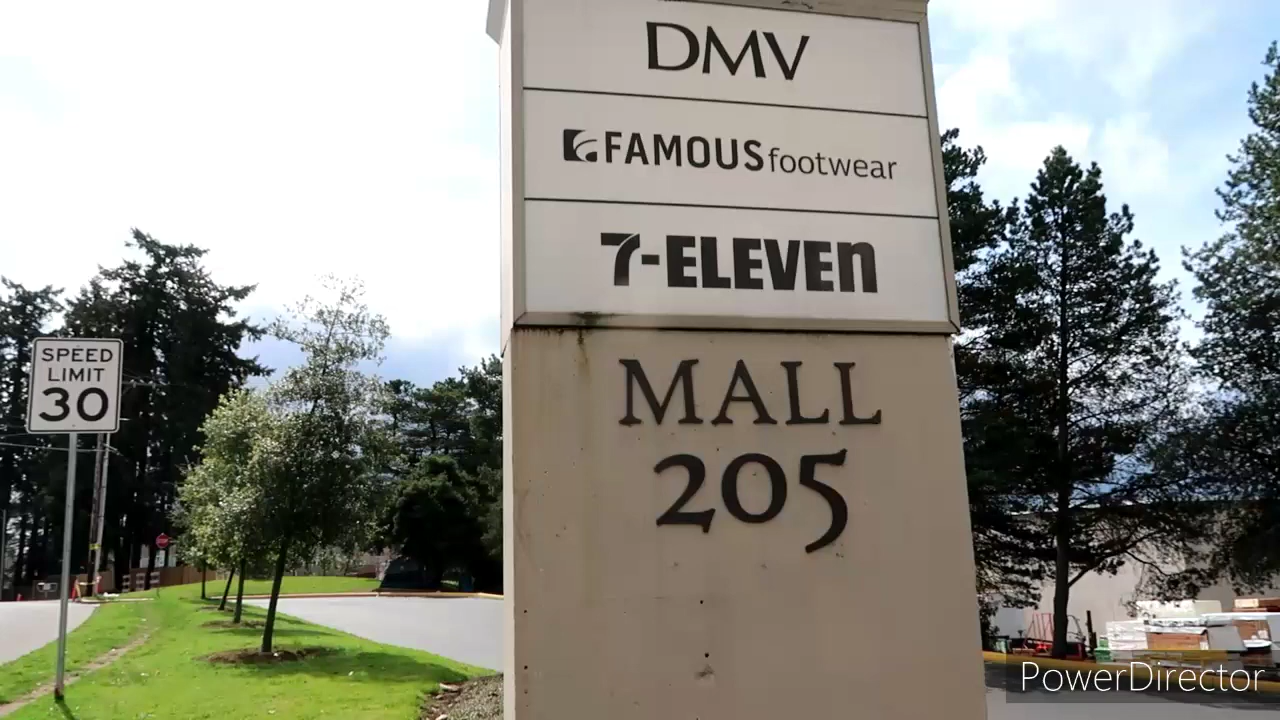 DMV
FAMOUS footwear
7-ELEVEn
MALL
205
SPEED
LIMIT
30
PowerDirector